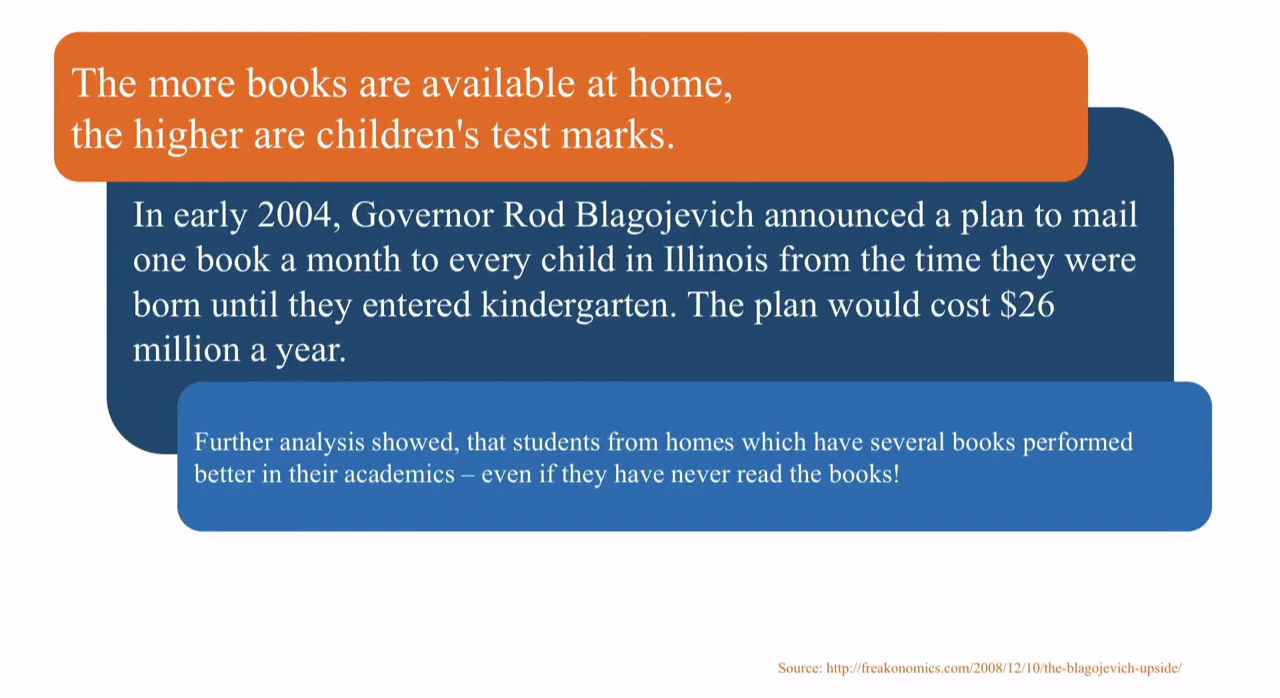 The more books are available at home,
the higher are children's test marks.
In early 2004, Governor Rod Blagojevich announced a plan to mail
one book a month to every child in Illinois from the time they were
born until they entered kindergarten. The plan would cost $26
million a year.
Further analysis showed, that students from homes which have several books performed
better in their academics – even if they have never read the books!
Source: http://freakonomics.com/2008/12/10/the-blagojevich-upside/